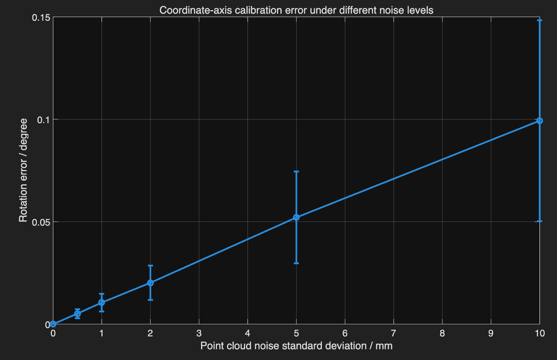 Coordinate-axis calibration error under different noise levels
0.15
0.1
0.05
0
Rotation error / degree
0 1 2 3 4 5 6 7 8 9 10
Point cloud noise standard deviation / mm